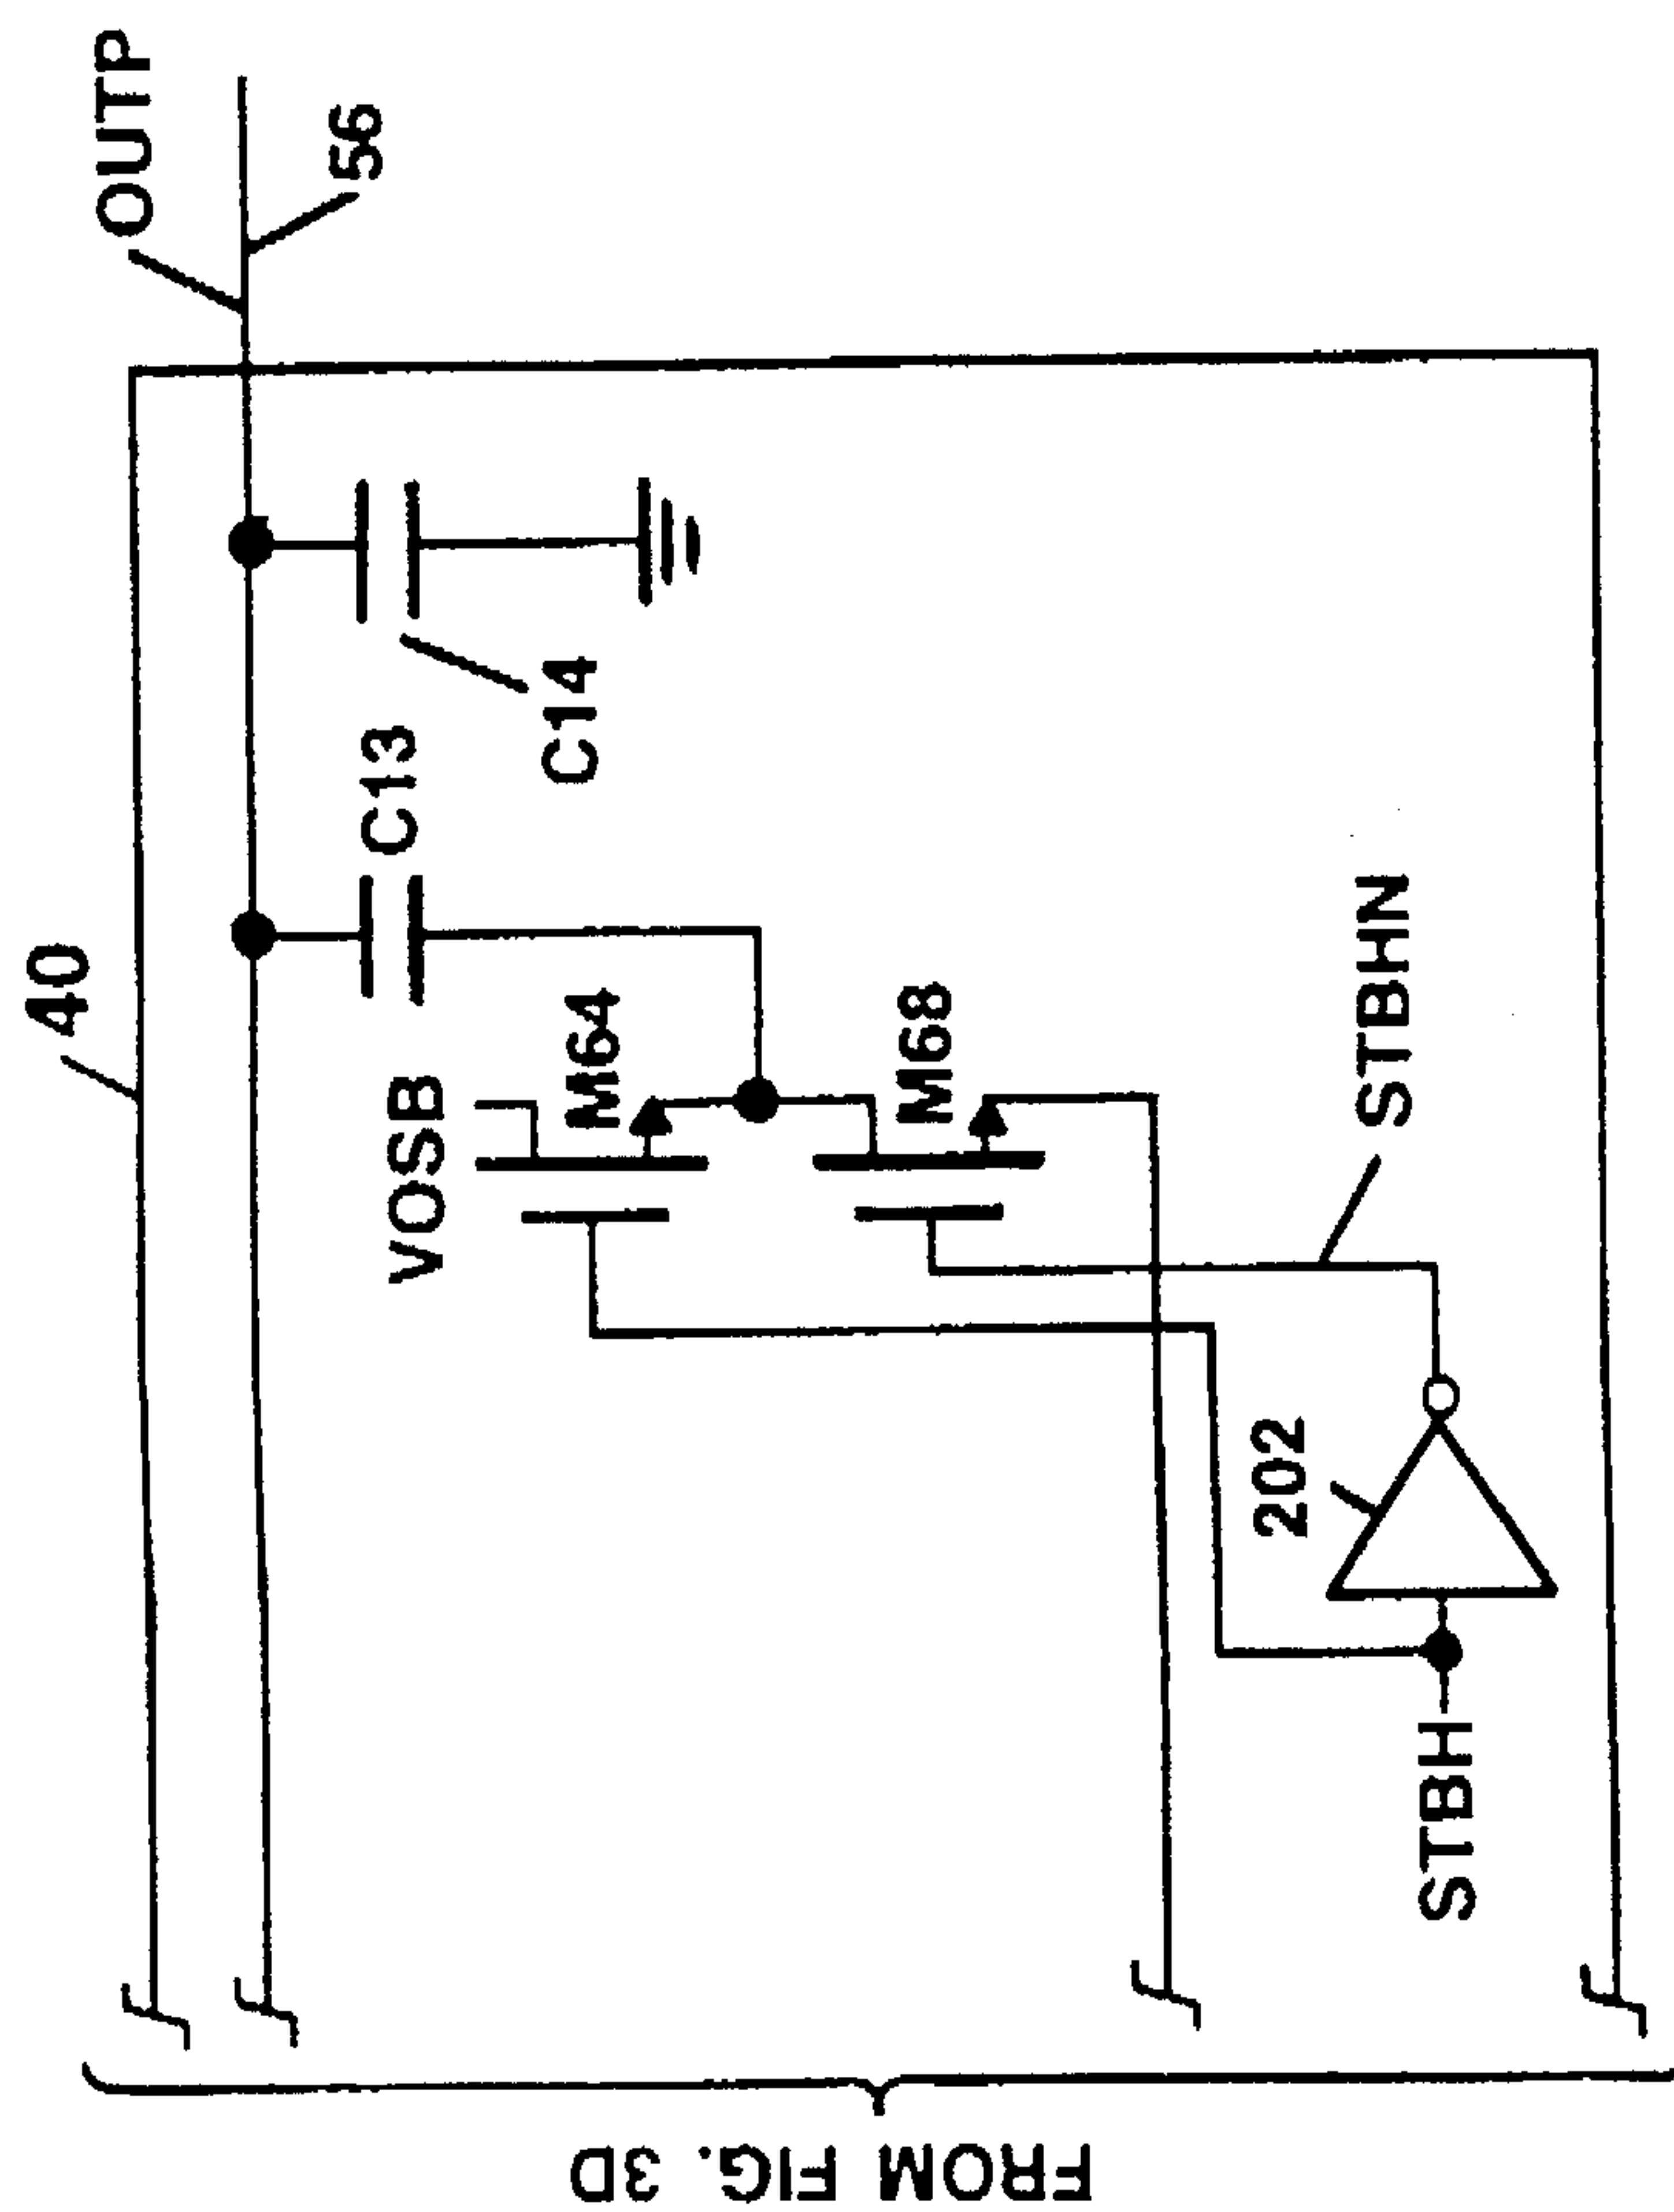 40
OUTP
56
C13
C14
VOSB
M64
M68
STBHN
202
STBH
FROM FIG. 3D